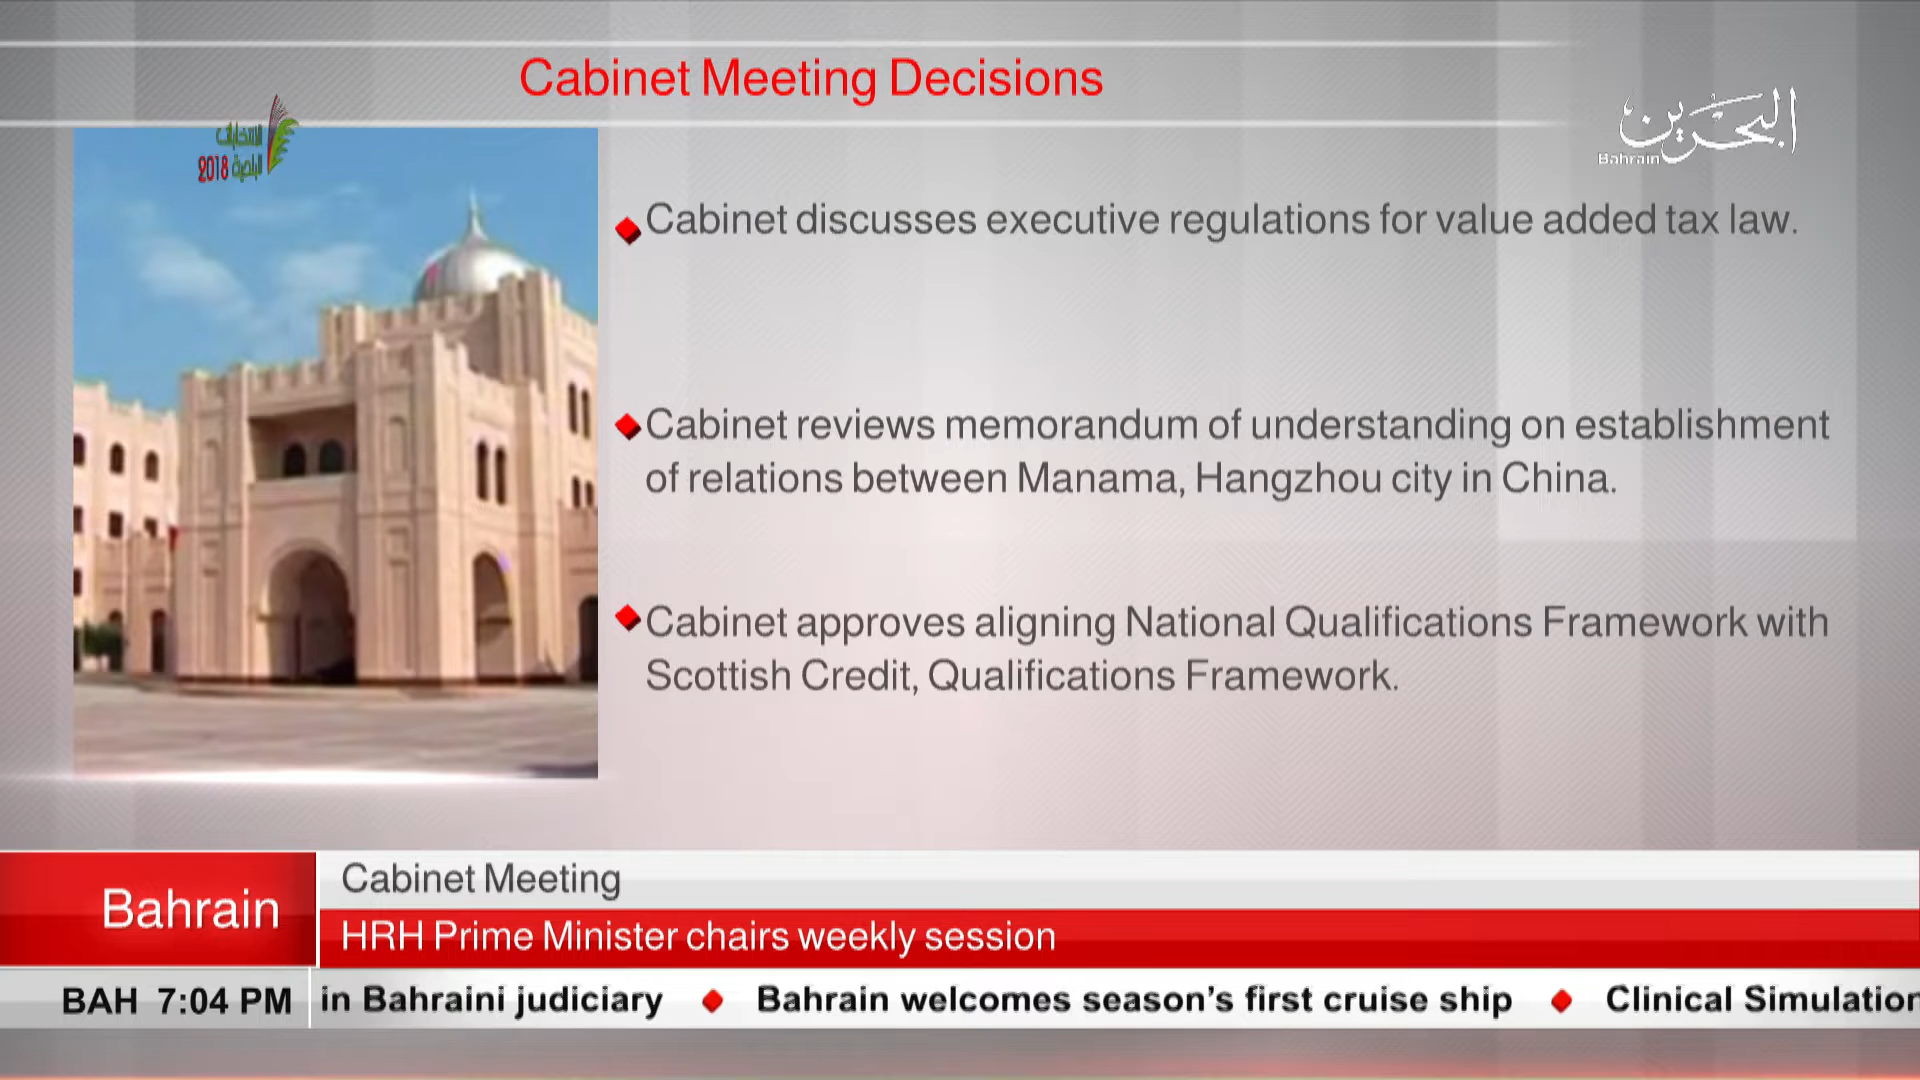 Cabinet Meeting Decisions
الانتخابات
البلدية 2018
البحرين
Bahrain
Cabinet discusses executive regulations for value added tax law.
Cabinet reviews memorandum of understanding on establishment
of relations between Manama, Hangzhou city in China.
Cabinet approves aligning National Qualifications Framework with
Scottish Credit, Qualifications Framework.
Bahrain
Cabinet Meeting
HRH Prime Minister chairs weekly session
BAH 7:04 PM
in Bahraini judiciary ♦ Bahrain welcomes season's first cruise ship ♦ Clinical Simulation